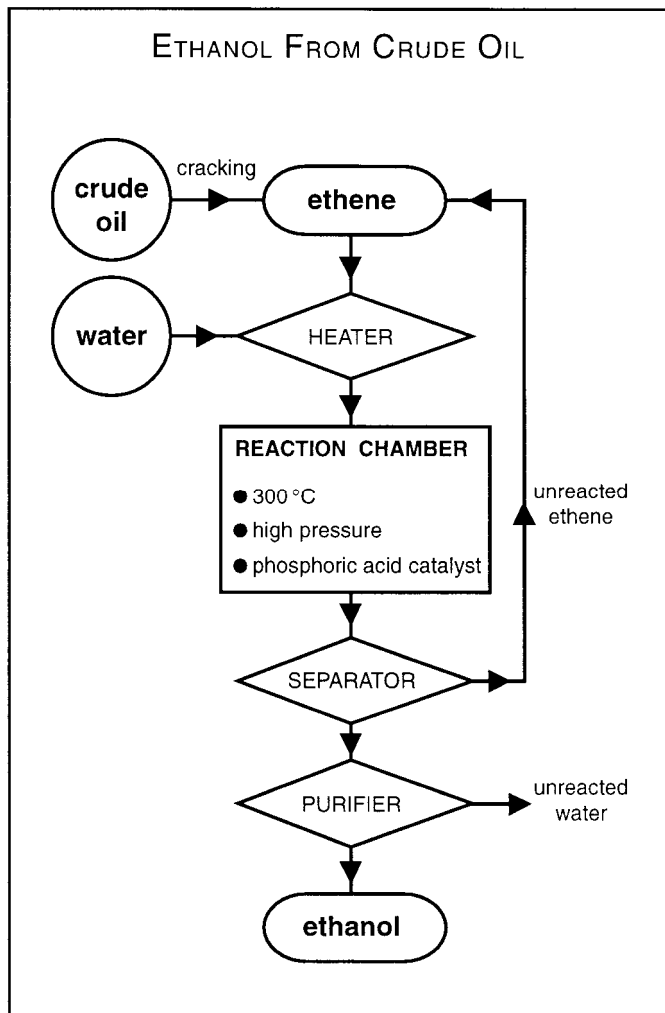 ETHANOL FROM CRUDE OIL
cracking
crude
oil
ethene
water
HEATER
REACTION CHAMBER
● 300 °C
● high pressure
● phosphoric acid catalyst
unreacted
ethene
SEPARATOR
PURIFIER
unreacted
water
ethanol